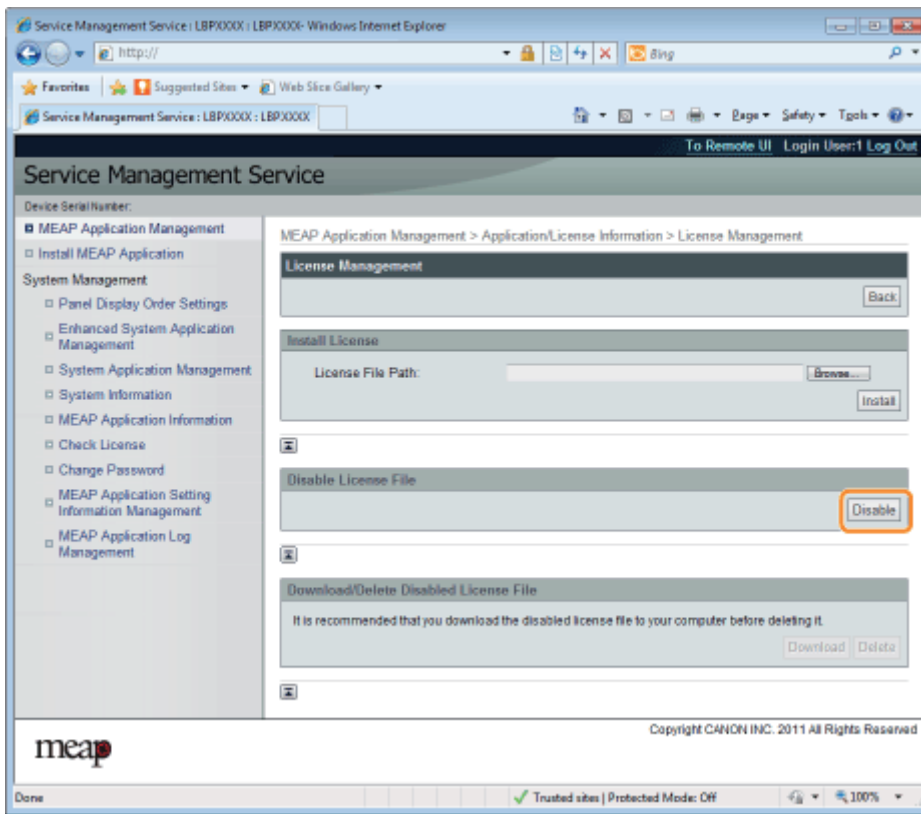 Service Management Service : LBPXXXX : LBPXXXX- Windows Internet Explorer
http://
Bing
Favorites Suggested Sites Web Slice Gallery
Service Management Service : LBPXXXX : LBPXXXX
Page Safety Tools
To Remote UI Login User:1 Log Out
Service Management Service
Device Serial Number:
MEAP Application Management
Install MEAP Application
System Management
Panel Display Order Settings
Enhanced System Application
Management
System Application Management
System Information
MEAP Application Information
Check License
Change Password
MEAP Application Setting
Information Management
MEAP Application Log
Management
MEAP Application Management > Application/License Information > License Management
License Management
Back
Install License
License File Path:
Browse...
Install
Disable License File
Disable
Download/Delete Disabled License File
It is recommended that you download the disabled license file to your computer before deleting it.
Download Delete
Copyright CANON INC. 2011 All Rights Reserved
meap
Done
Trusted sites | Protected Mode: Off
100%